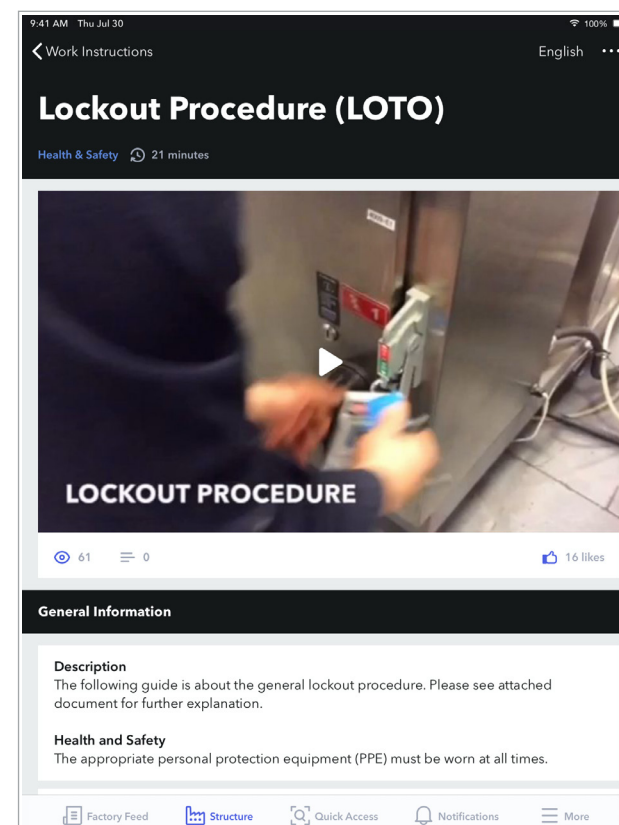 9:41 AM Thu Jul 30
100%
Work Instructions
English
Lockout Procedure (LOTO)
Health & Safety
21 minutes
1
LOCKOUT PROCEDURE
61
0
16 likes
General Information
Description
The following guide is about the general lockout procedure. Please see attached
document for further explanation.
Health and Safety
The appropriate personal protection equipment (PPE) must be worn at all times.
Factory Feed
Structure
Quick Access
Notifications
More